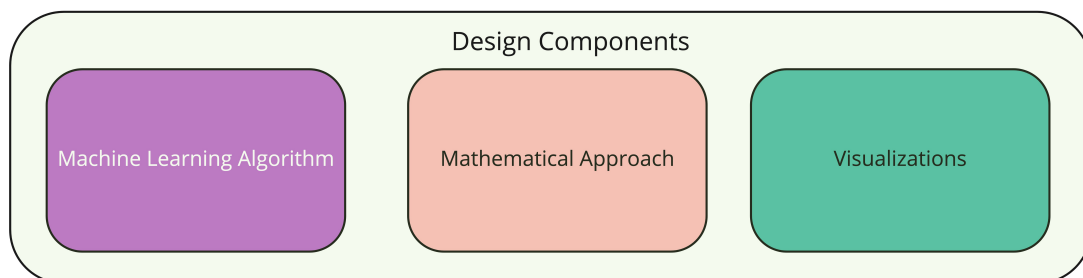 Design Components
Machine Learning Algorithm
Mathematical Approach
Visualizations